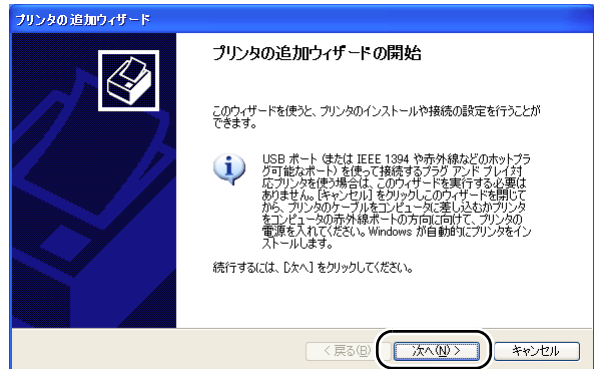 プリンタの追加ウィザード
プリンタの追加ウィザードの開始
このウィザードを使うと、プリンタのインストールや接続の設定を行うことが
できます。
USB ポート (または IEEE 1394 や赤外線などのホットプラ
グ可能なポート) を使って接続するプラグ アンド プレイ対
応プリンタを使う場合は、このウィザードを実行する必要は
ありません。[キャンセル] をクリックしこのウィザードを閉じて
から、プリンタのケーブルをコンピュータに差し込むかプリンタ
をコンピュータの赤外線ポートの方向に向けて、プリンタの
電源を入れてください。Windows が自動的にプリンタをイン
ストールします。
続行するには、[次へ] をクリックしてください。
< 戻る(B)
次へ(N) >
キャンセル